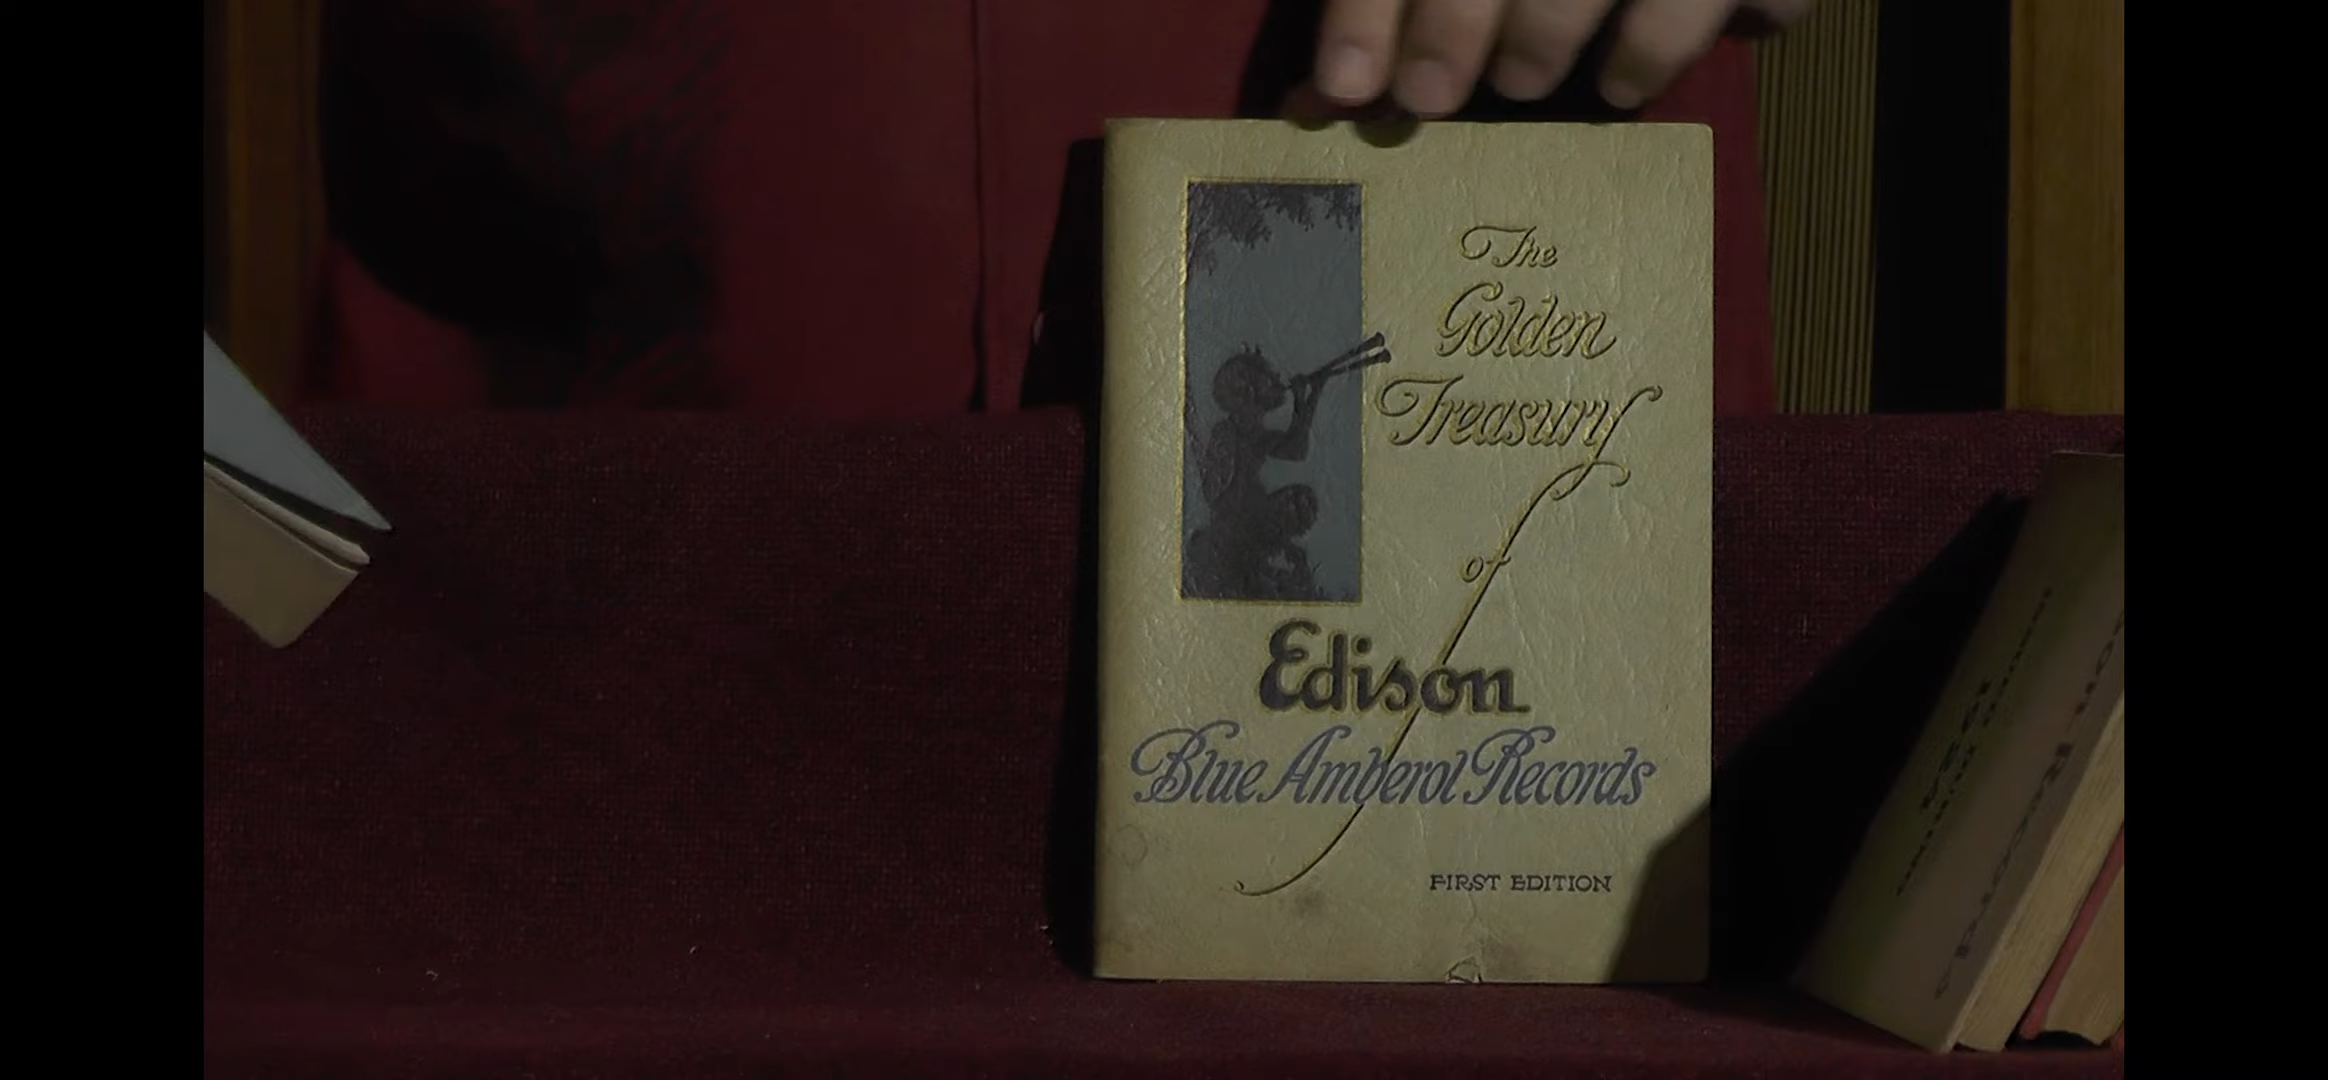 The
Golden
Treasury
of
Edison
Blue Amberol Records
FIRST EDITION